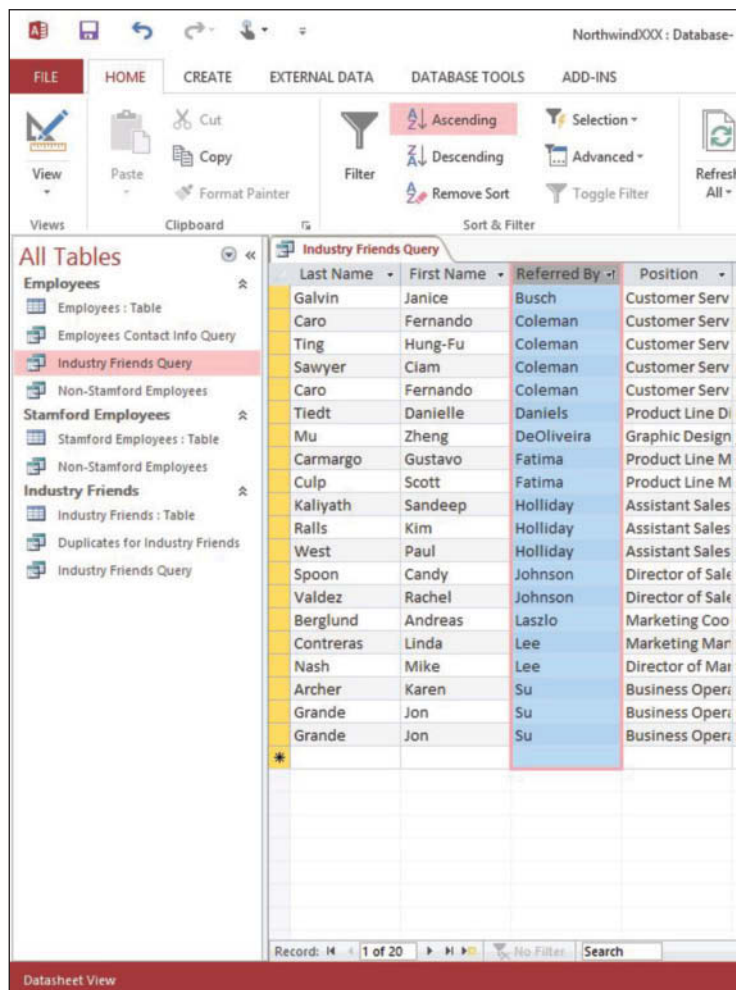 NorthwindXXX : Database-
FILE HOME CREATE EXTERNAL DATA DATABASE TOOLS ADD-INS
View
Views
Paste
Cut
Copy
Format Painter
Clipboard
Filter
Ascending
Descending
Remove Sort
Selection
Advanced
Toggle Filter
Sort & Filter
Refresh
All
All Tables
Employees
Employees : Table
Employees Contact Info Query
Industry Friends Query
Non-Stamford Employees
Stamford Employees
Stamford Employees : Table
Non-Stamford Employees
Industry Friends
Industry Friends : Table
Duplicates for Industry Friends
Industry Friends Query
Industry Friends Query
Last Name First Name Referred By Position
Galvin Janice Busch Customer Serv
Caro Fernando Coleman Customer Serv
Ting Hung-Fu Coleman Customer Serv
Sawyer Ciam Coleman Customer Serv
Caro Fernando Coleman Customer Serv
Tiedt Danielle Daniels Product Line Di
Mu Zheng DeOliveira Graphic Design
Carmargo Gustavo Fatima Product Line M
Culp Scott Fatima Product Line M
Kaliyath Sandeep Holliday Assistant Sales
Ralls Kim Holliday Assistant Sales
West Paul Holliday Assistant Sales
Spoon Candy Johnson Director of Sale
Valdez Rachel Johnson Director of Sale
Berglund Andreas Laszlo Marketing Coo
Contreras Linda Lee Marketing Man
Nash Mike Lee Director of Mar
Archer Karen Su Business Opera
Grande Jon Su Business Opera
Grande Jon Su Business Opera
Record: 1 of 20 No Filter Search
Datasheet View